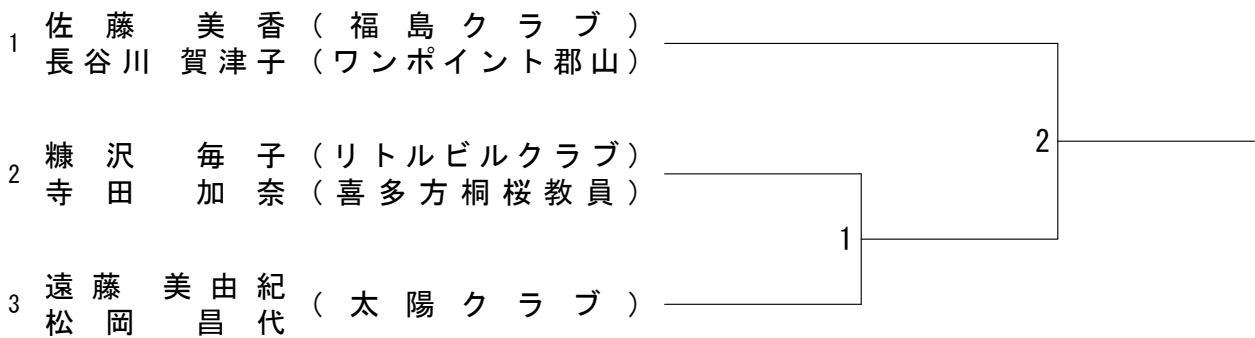 1 佐藤 美香 (福島クラブ)
長谷川 賀津子 (ワンポイント郡山)
2
2 糠沢 毎子 (リトルビルクラブ)
寺田 加奈 (喜多方桐桜教員)
1
3 遠藤 美由紀 (太陽クラブ)
松岡 昌代